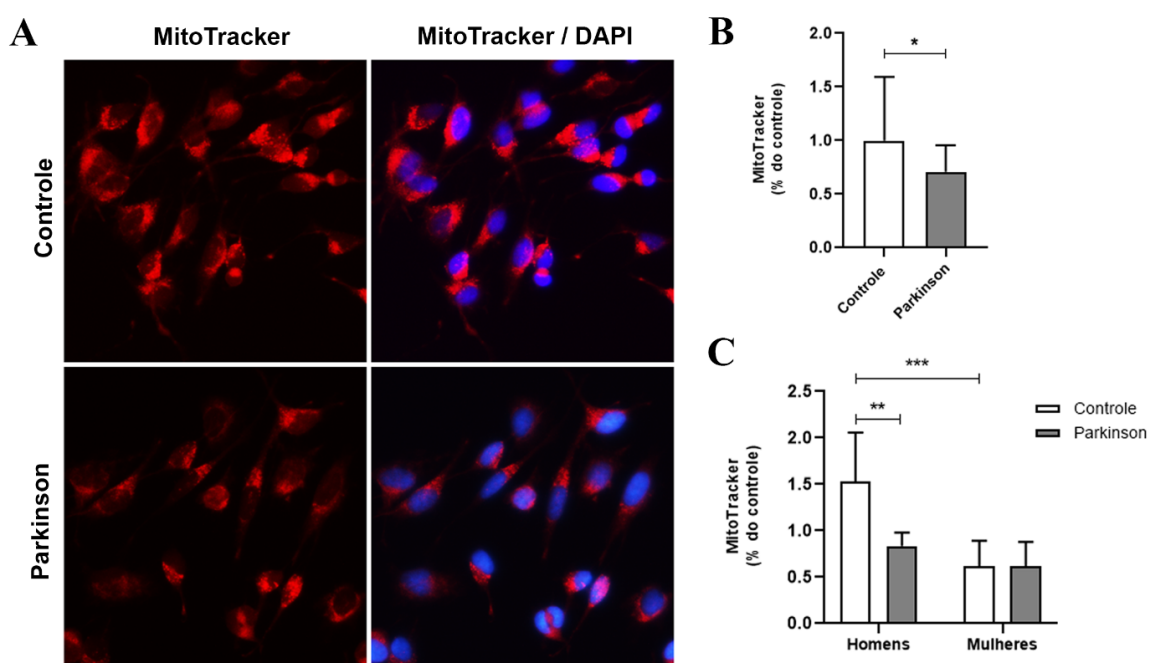 A
MitoTracker
MitoTracker / DAPI
Controle
Parkinson
B
2.0
1.5
1.0
0.5
0.0
MitoTracker
(% do controle)
*
Controle
Parkinson
C
2.5
2.0
1.5
1.0
0.5
0.0
MitoTracker
(% do controle)
***
**
Homens
Mulheres
Controle
Parkinson